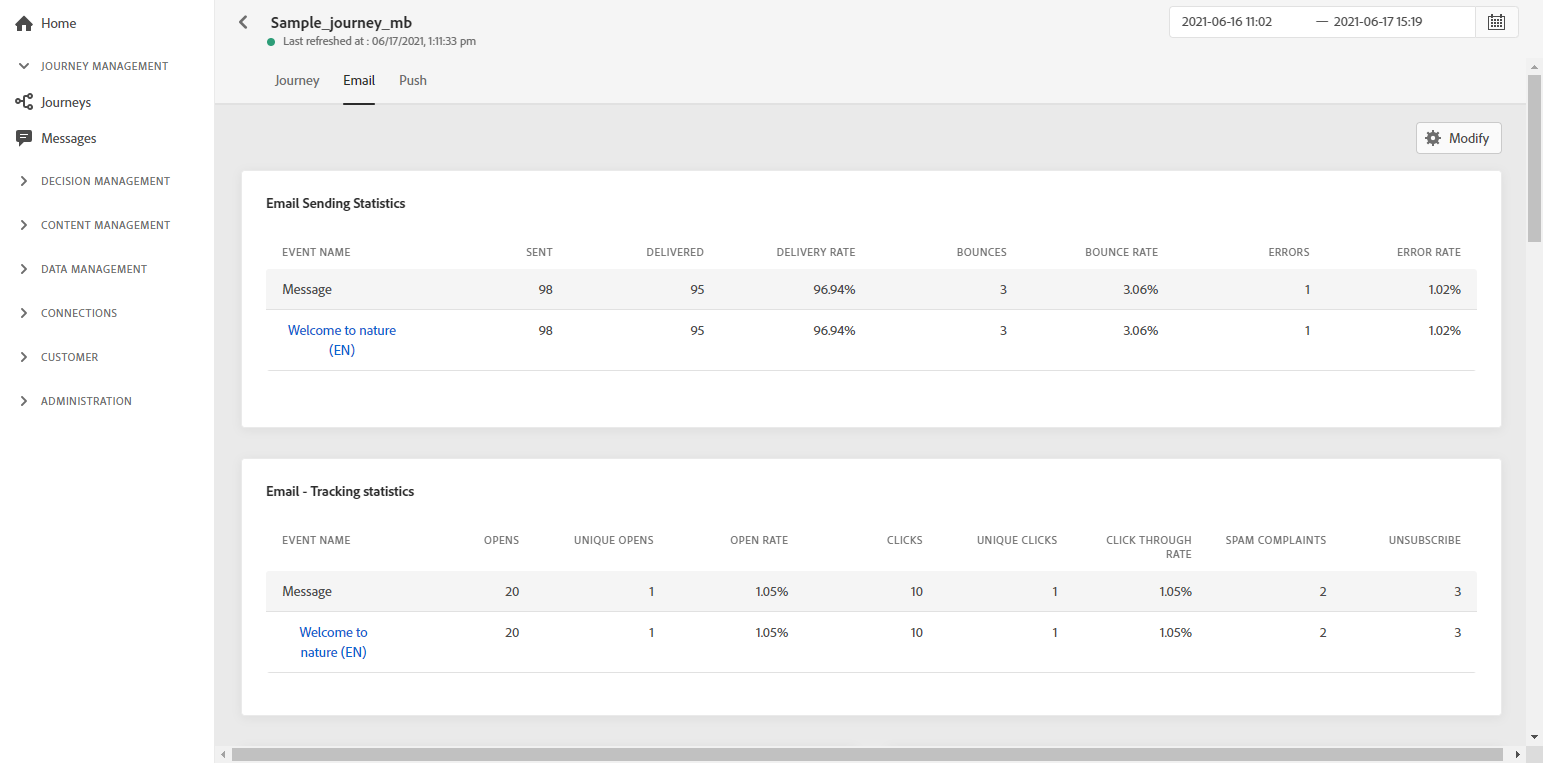 Home
JOURNEY MANAGEMENT
Journeys
Messages
DECISION MANAGEMENT
CONTENT MANAGEMENT
DATA MANAGEMENT
CONNECTIONS
CUSTOMER
ADMINISTRATION
Sample_journey_mb
Last refreshed at : 06/17/2021, 1:11:33 pm
2021-06-16 11:02 — 2021-06-17 15:19
Journey Email Push
Modify
Email Sending Statistics
EVENT NAME SENT DELIVERED DELIVERY RATE BOUNCES BOUNCE RATE ERRORS ERROR RATE
Message 98 95 96.94% 3 3.06% 1 1.02%
Welcome to nature 98 95 96.94% 3 3.06% 1 1.02%
(EN)
Email - Tracking statistics
EVENT NAME OPENS UNIQUE OPENS OPEN RATE CLICKS UNIQUE CLICKS CLICK THROUGH SPAM COMPLAINTS UNSUBSCRIBE
RATE
Message 20 1 1.05% 10 1 1.05% 2 3
Welcome to 20 1 1.05% 10 1 1.05% 2 3
nature (EN)